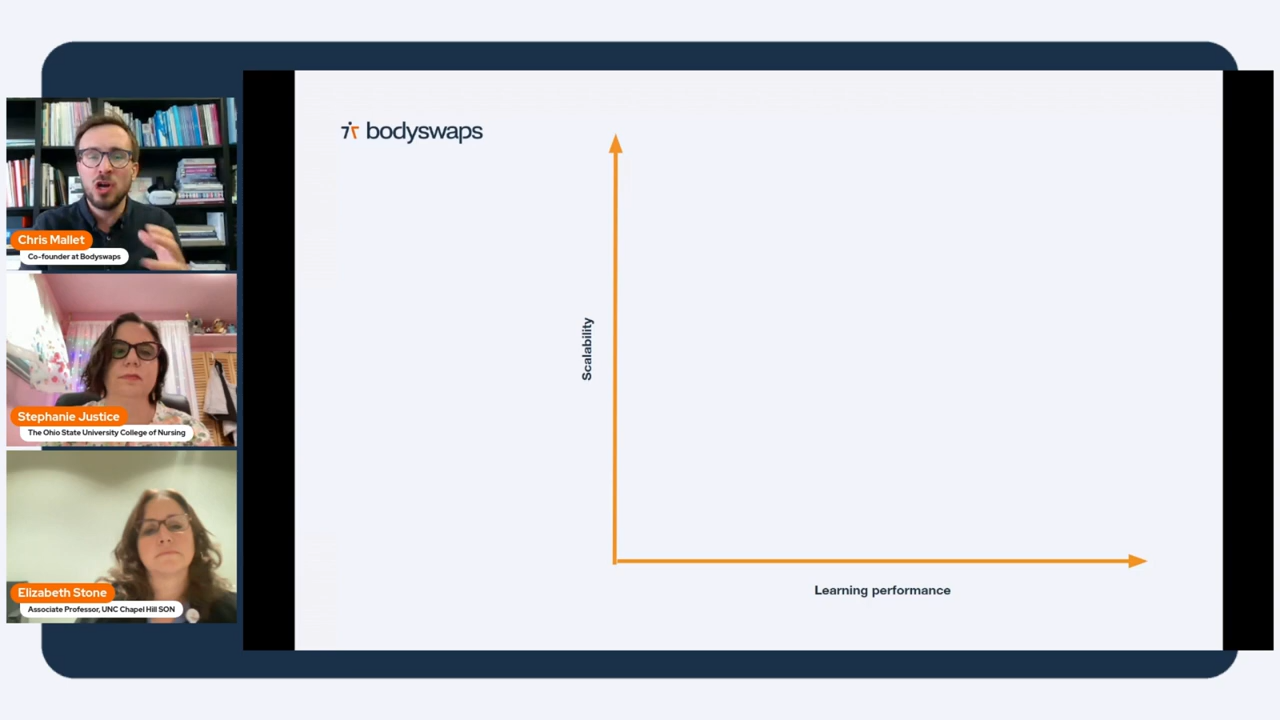 Chris Mallet
Co-founder at Bodyswaps
Stephanie Justice
The Ohio State University College of Nursing
Elizabeth Stone
Associate Professor, UNC Chapel Hill SON
bodyswaps
Scalability
Learning performance